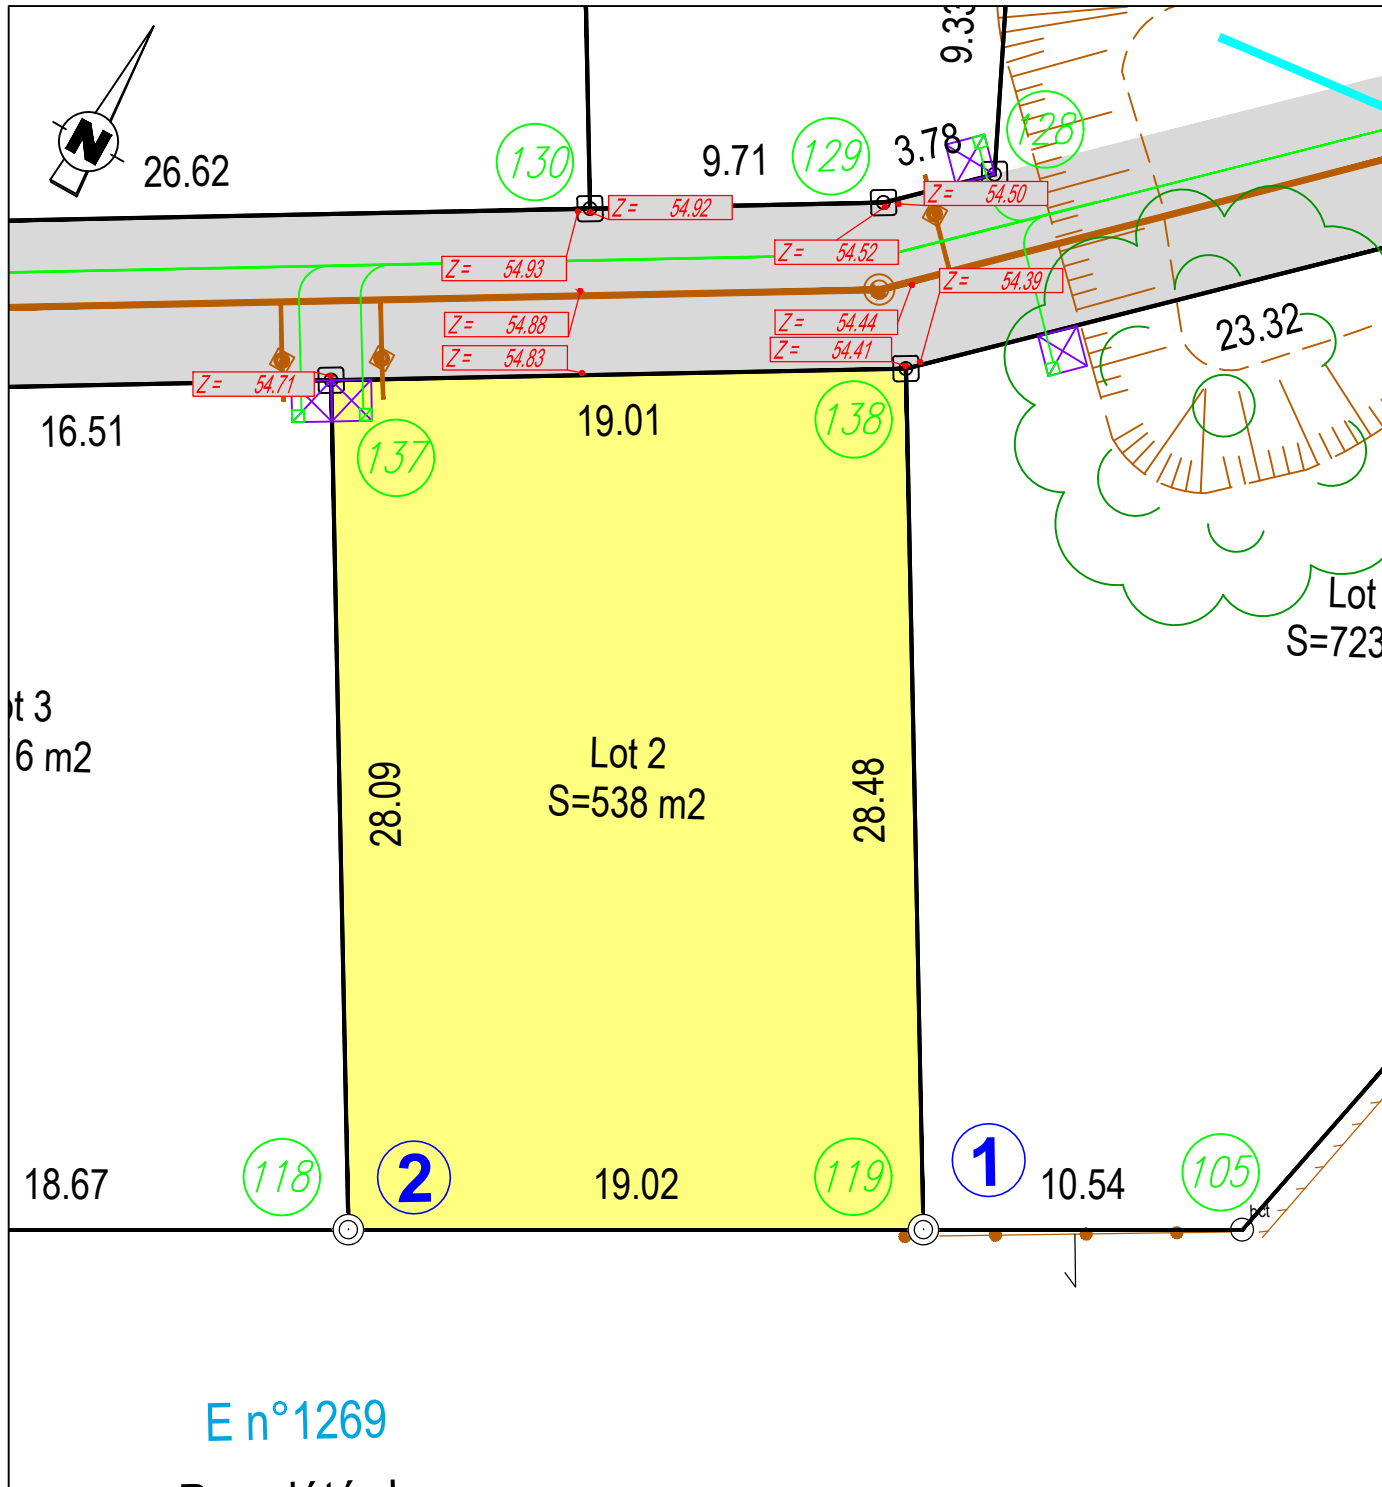 9.33
N
26.62
130
9.71
129
3.78
128
Z= 54.92
Z= 54.50
Z= 54.93
Z= 54.52
Z= 54.39
Z= 54.88
Z= 54.44
Z= 54.83
Z= 54.41
Z= 54.71
23.32
16.51
19.01
138
137
Lot
S=723
t 3
6 m2
Lot 2
S=538 m2
28.09
28.48
18.67
118
2
19.02
119
1
10.54
105
hct
E n°1269